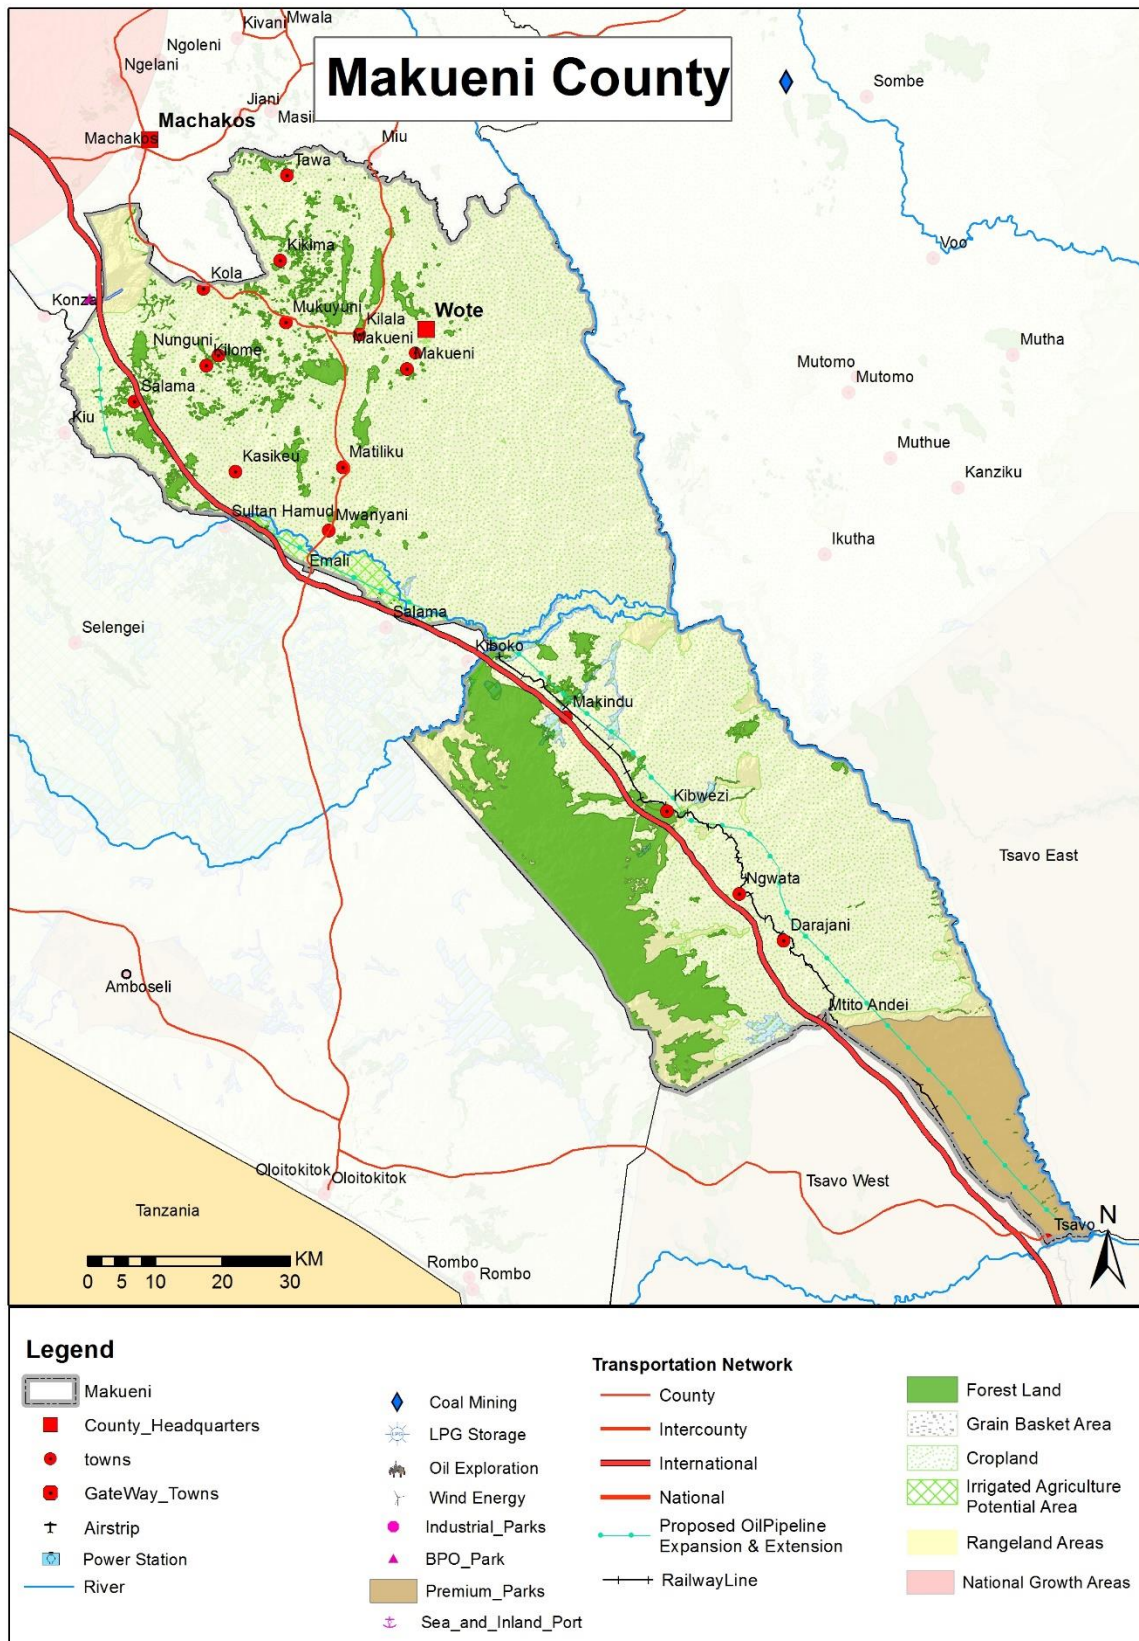 Makueni County
Kivani
Mwala
Ngoleni
Ngelani
Jiani
Machakos
Machakos
Miu
Sombe
Tawa
Voo
Kikima
Kola
Konza
Wote
Mukuyuni
Kilala
Makueni
Makueni
Nunguni
Kilome
Mutha
Mutomo
Mutomo
Salama
Kiu
Muthue
Kasikeu
Matiliku
Kanziku
Sultan Hamud
Mwanyani
Ikutha
Emali
Salama
Selengei
Kiboko
Makindu
Kibwezi
Tsavo East
Ngwata
Darajani
Amboseli
Mtito Andei
Oloitokitok
Oloitokitok
Tsavo West
Tanzania
Tsavo
N
Rombo
Rombo
KM
0 5 10 20 30
Legend
Makueni
County_Headquarters
towns
GateWay_Towns
Airstrip
Power Station
River
Coal Mining
LPG Storage
Oil Exploration
Wind Energy
Industrial_Parks
BPO_Park
Premium_Parks
Sea_and_Inland_Port
Transportation Network
County
Intercounty
International
National
Proposed OilPipeline
Expansion & Extension
RailwayLine
Forest Land
Grain Basket Area
Cropland
Irrigated Agriculture
Potential Area
Rangeland Areas
National Growth Areas